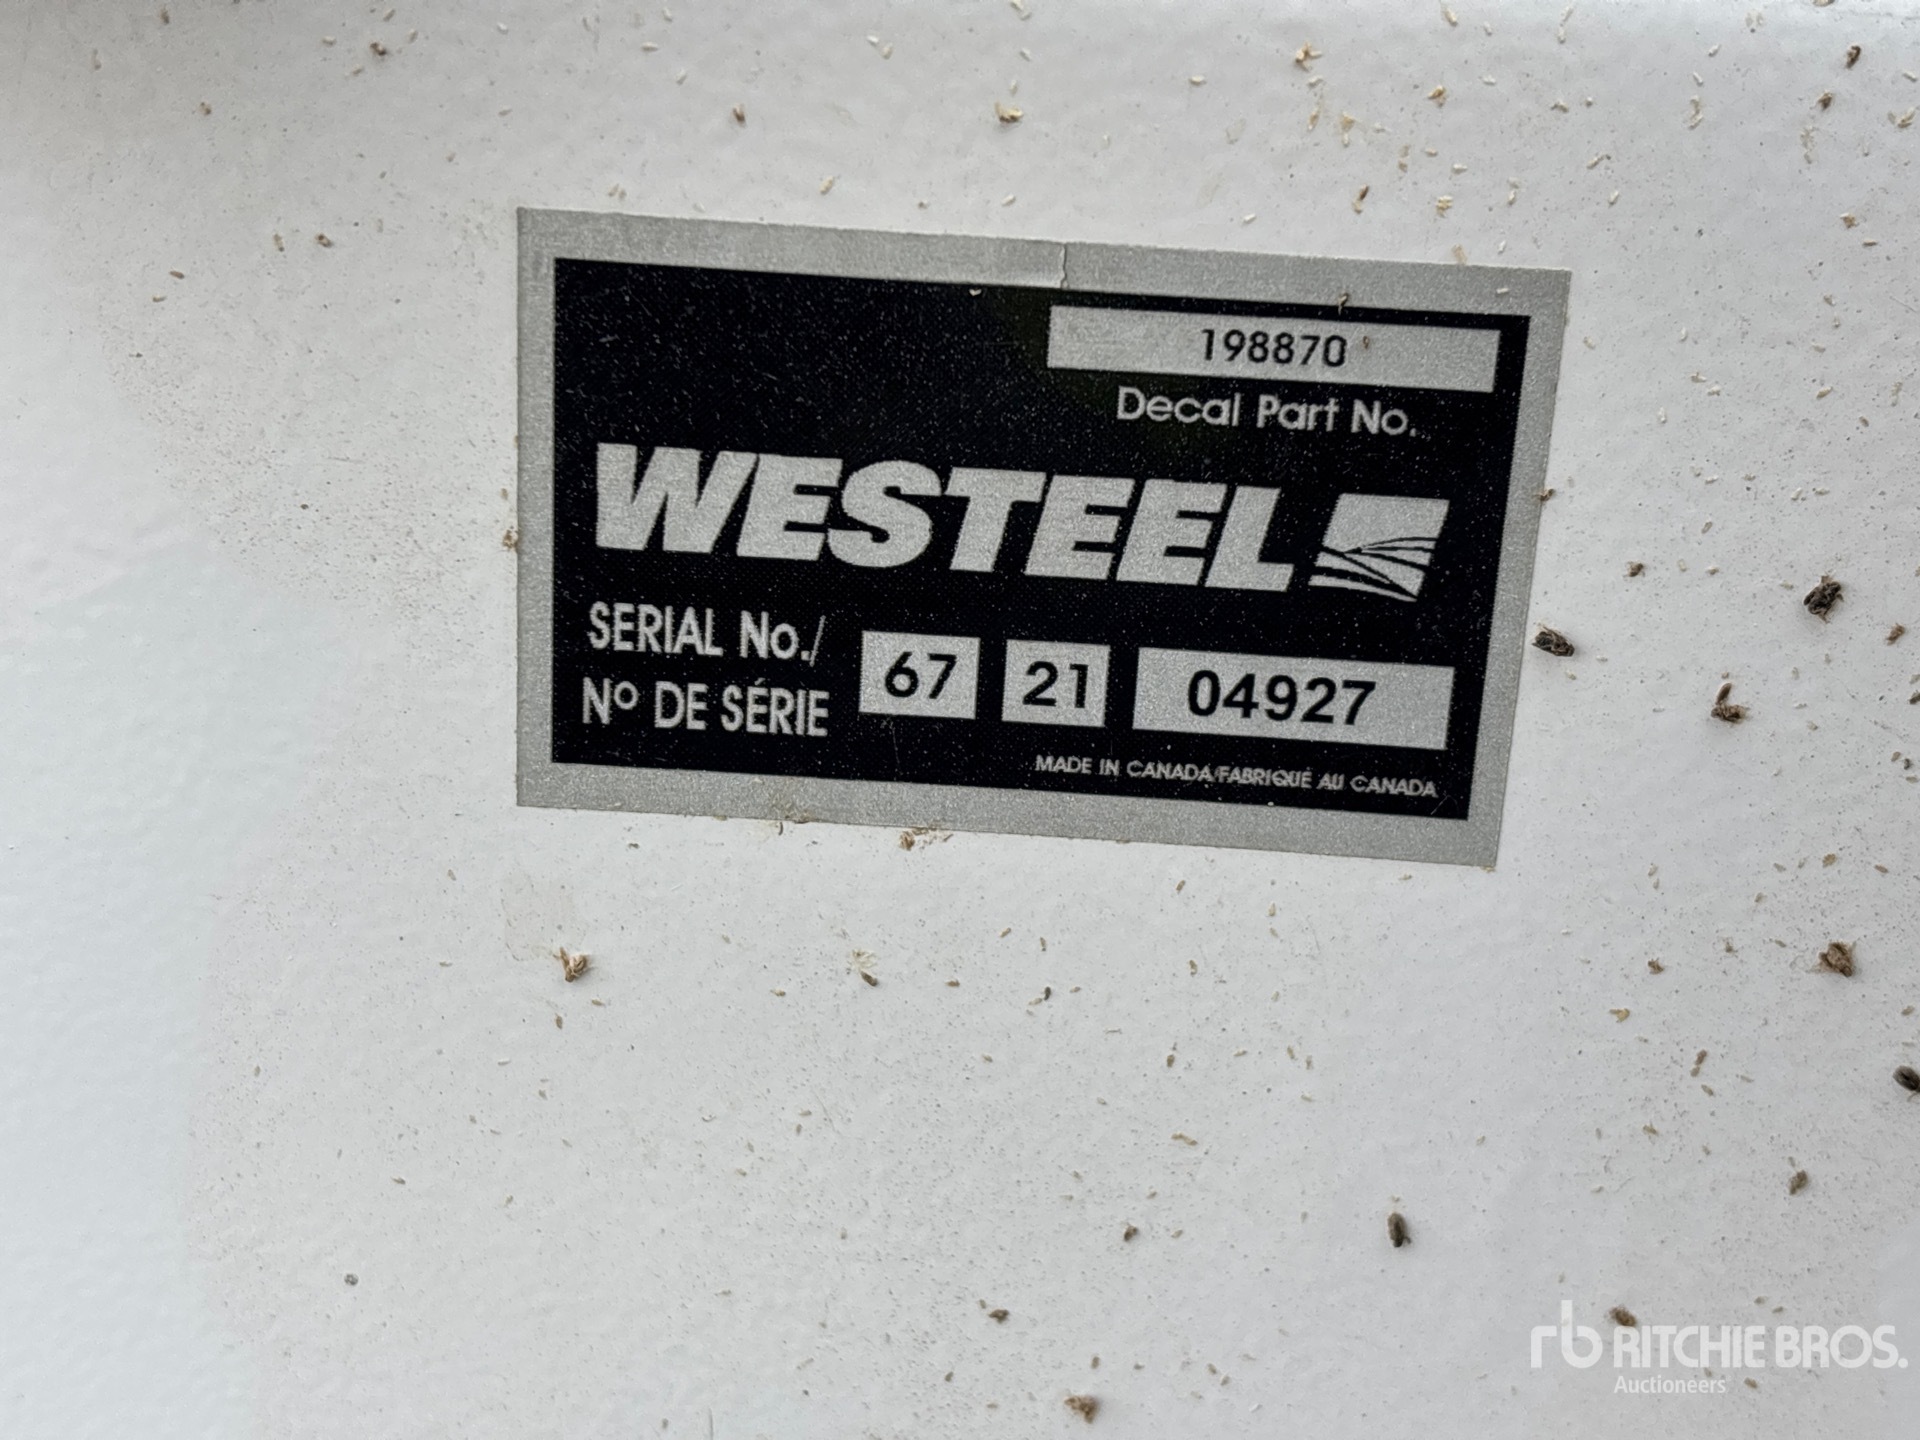 198870
Decal Part No.
WESTEEL
SERIAL No./
Nº DE SÉRIE
67 21 04927
MADE IN CANADA/FABRIQUÉ AU CANADA
rb RITCHIE BROS.
Auctioneers